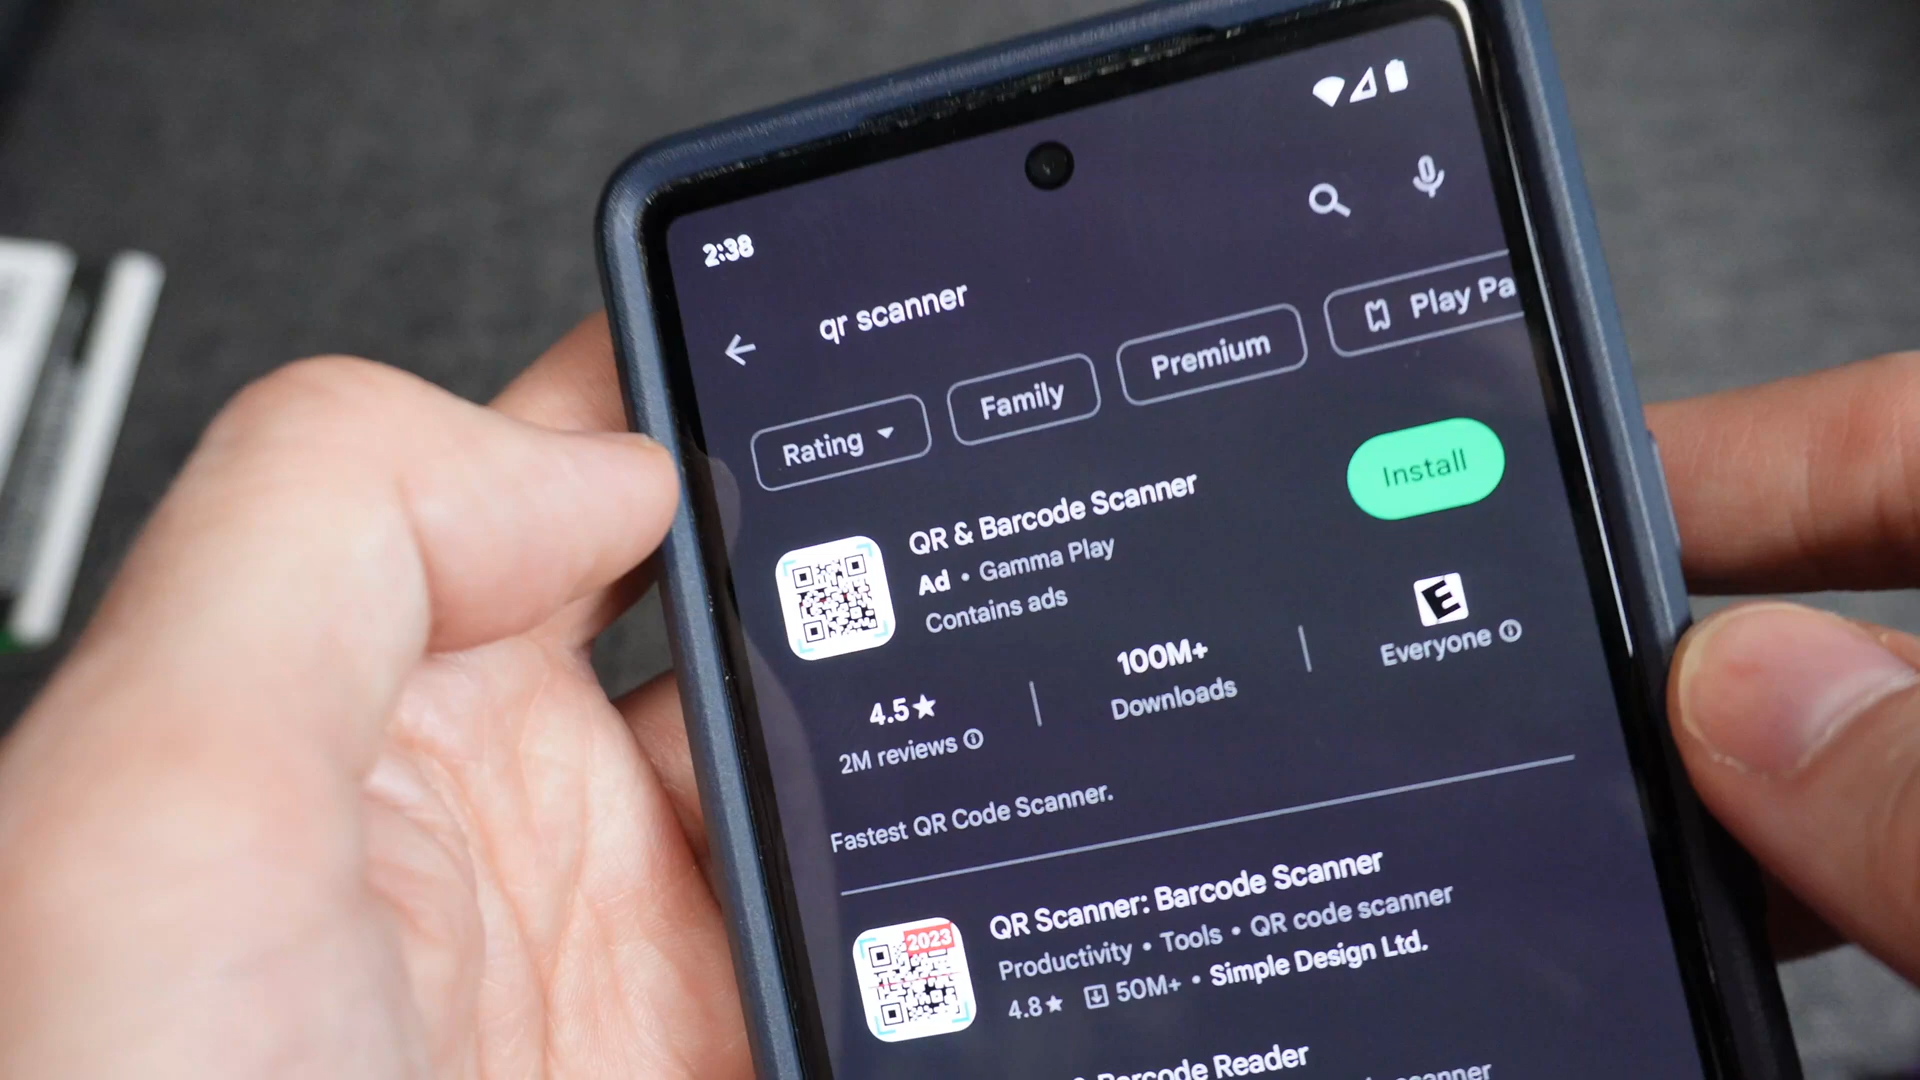 2:38
qr scanner
Rating
Family
Premium
Play Pa
QR & Barcode Scanner
Install
Ad • Gamma Play
Contains ads
4.5★
2M reviews
100M+
Downloads
E
Everyone
Fastest QR Code Scanner.
2023
QR Scanner: Barcode Scanner
Productivity • Tools • QR code scanner
4.8★ 50M+ • Simple Design Ltd.
Barcode Reader
scanner